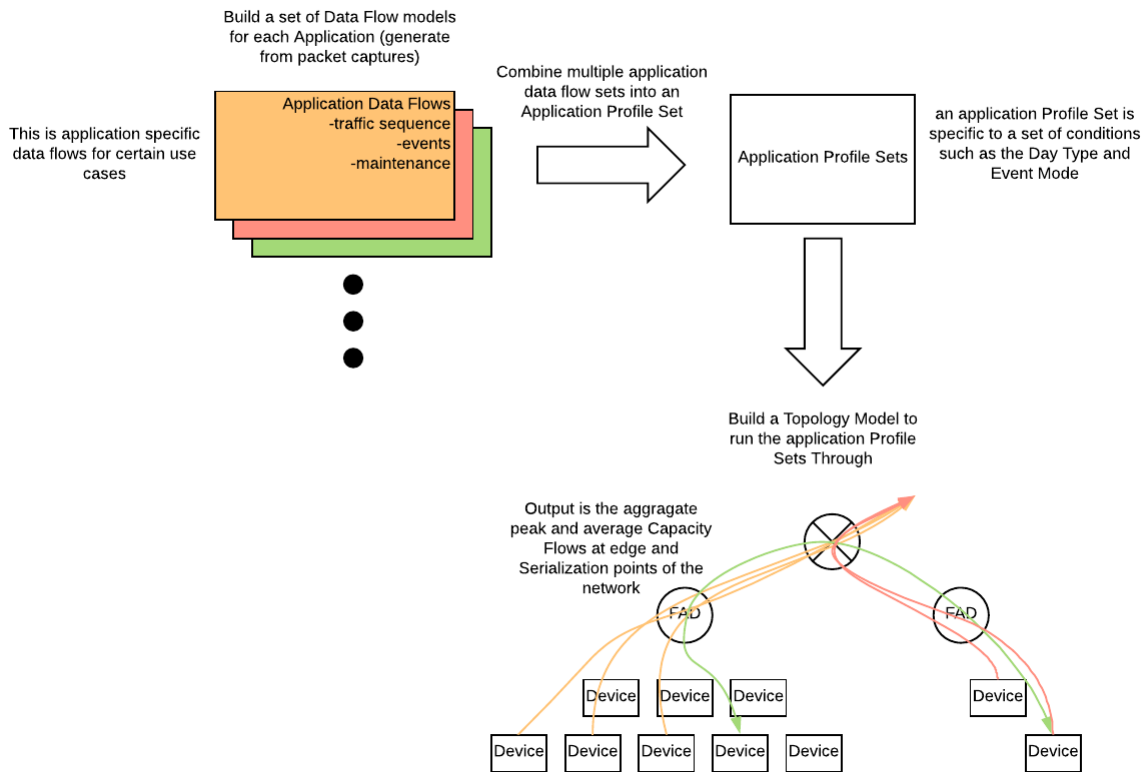 Build a set of Data Flow models
for each Application (generate
from packet captures)
This is application specific
data flows for certain use
cases
Application Data Flows
-traffic sequence
-events
-maintenance
Combine multiple application
data flow sets into an
Application Profile Set
Application Profile Sets
an application Profile Set is
specific to a set of conditions
such as the Day Type and
Event Mode
Build a Topology Model to
run the application Profile
Sets Through
Output is the aggragate
peak and average Capacity
Flows at edge and
Serialization points of the
network
FAD
FAD
Device
Device
Device
Device
Device
Device
Device
Device
Device
Device